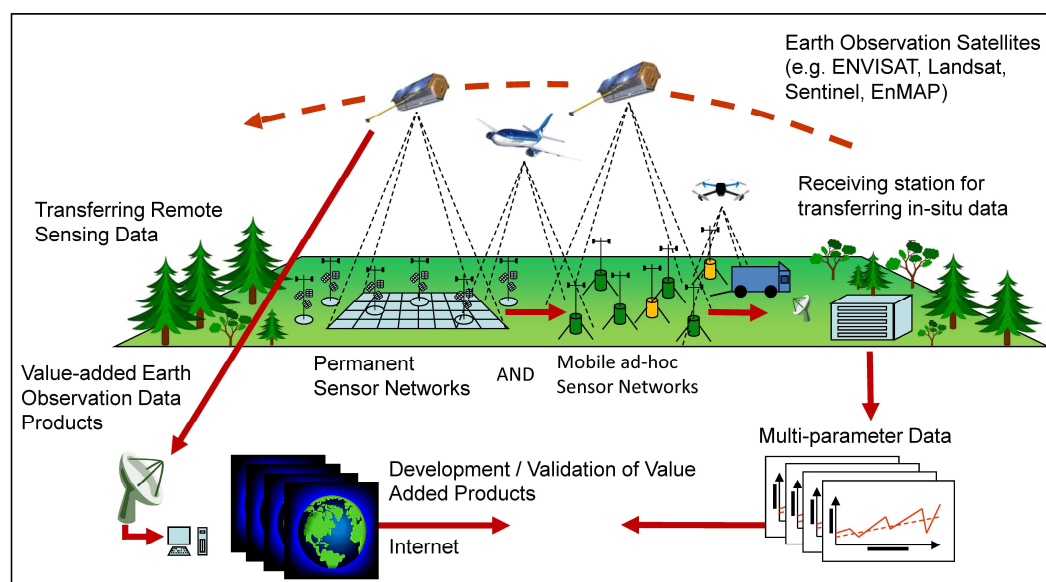 Earth Observation Satellites
(e.g. ENVISAT, Landsat,
Sentinel, EnMAP)
Receiving station for
transferring in-situ data
Transferring Remote
Sensing Data
Value-added Earth
Observation Data
Products
Permanent
Sensor Networks
AND
Mobile ad-hoc
Sensor Networks
Multi-parameter Data
Development / Validation of Value
Added Products
Internet